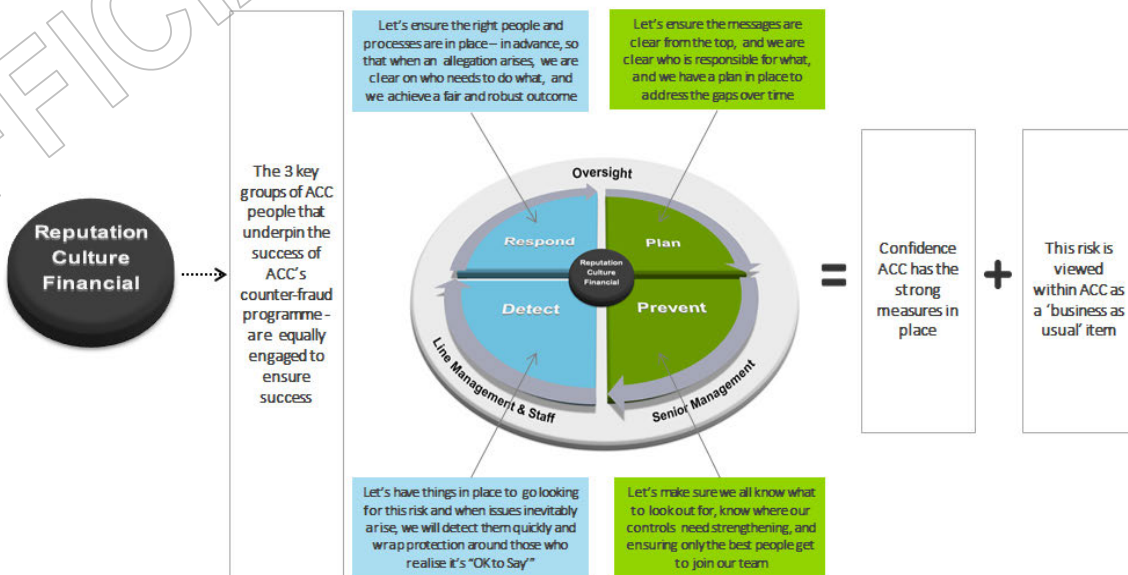 Reputation
Culture
Financial
The 3 key
groups of ACC
people that
underpin the
success of
ACC's
counter-fraud
programme -
are equally
engaged to
ensure
success
Let's ensure the right people and
processes are in place – in advance, so
that when an allegation arises, we are
clear on who needs to do what, and
we achieve a fair and robust outcome
Let's ensure the messages are
clear from the top, and we are
clear who is responsible for what,
and we have a plan in place to
address the gaps over time
Oversight
Respond
Plan
Reputation
Culture
Financial
Detect
Prevent
Line Management & Staff
Senior Management
Let's have things in place to go looking
for this risk and when issues inevitably
arise, we will detect them quickly and
wrap protection around those who
realise it's "OK to Say'"
Let's make sure we all know what
to look out for, know where our
controls need strengthening, and
ensuring only the best people get
to join our team
=
Confidence
ACC has the
strong
measures in
place
+
This risk is
viewed
within ACC as
a 'business as
usual' item